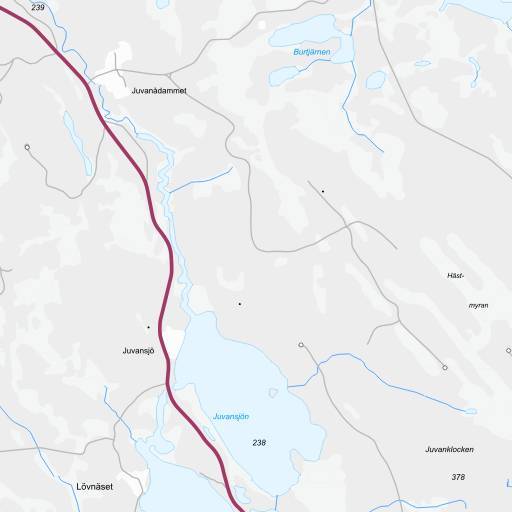 239
Burtjärnen
Juvanådammet
Häst-
myran
Juvansjö
Juvansjön
238
Juvanklocken
378
Lövnäset